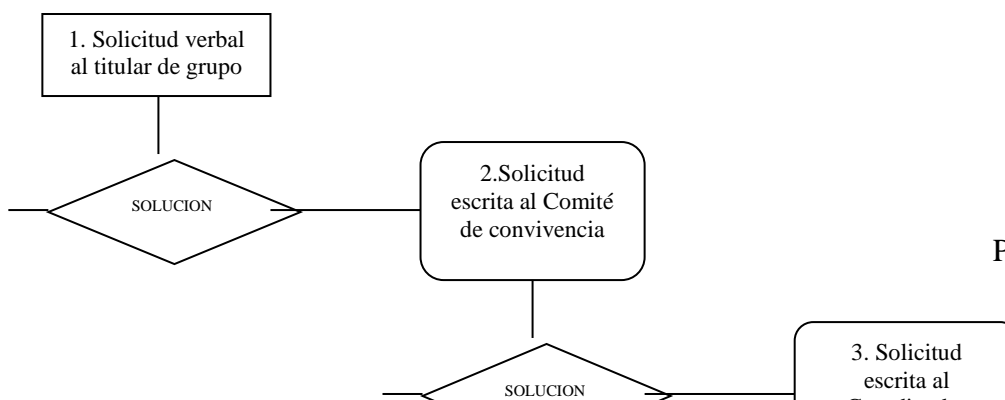 1. Solicitud verbal
al titular de grupo
SOLUCION
2.Solicitud
escrita al Comité
de convivencia
P
SOLUCION
3. Solicitud
escrita al